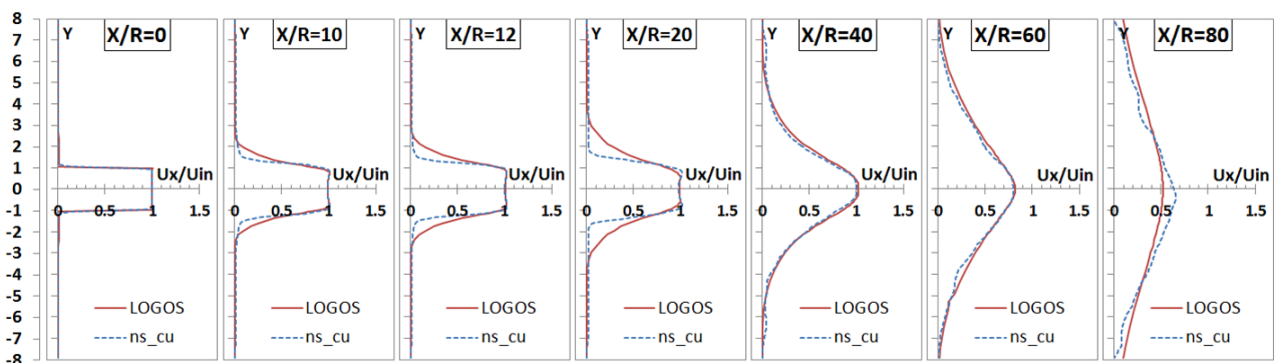 8
7
6
5
4
3
2
1
0
-1
-2
-3
-4
-5
-6
-7
-8
Y X/R=0
Ux/Uin
0 0.5 1 1.5
LOGOS
ns_cu
Y X/R=10
Ux/Uin
0 0.5 1 1.5
LOGOS
ns_cu
Y X/R=12
Ux/Uin
0 0.5 1 1.5
LOGOS
ns_cu
Y X/R=20
Ux/Uin
0 0.5 1 1.5
LOGOS
ns_cu
Y X/R=40
Ux/Uin
0 0.5 1 1.5
LOGOS
ns_cu
Y X/R=60
Ux/Uin
0 0.5 1 1.5
LOGOS
ns_cu
Y X/R=80
Ux/Uin
0 0.5 1 1.5
LOGOS
ns_cu